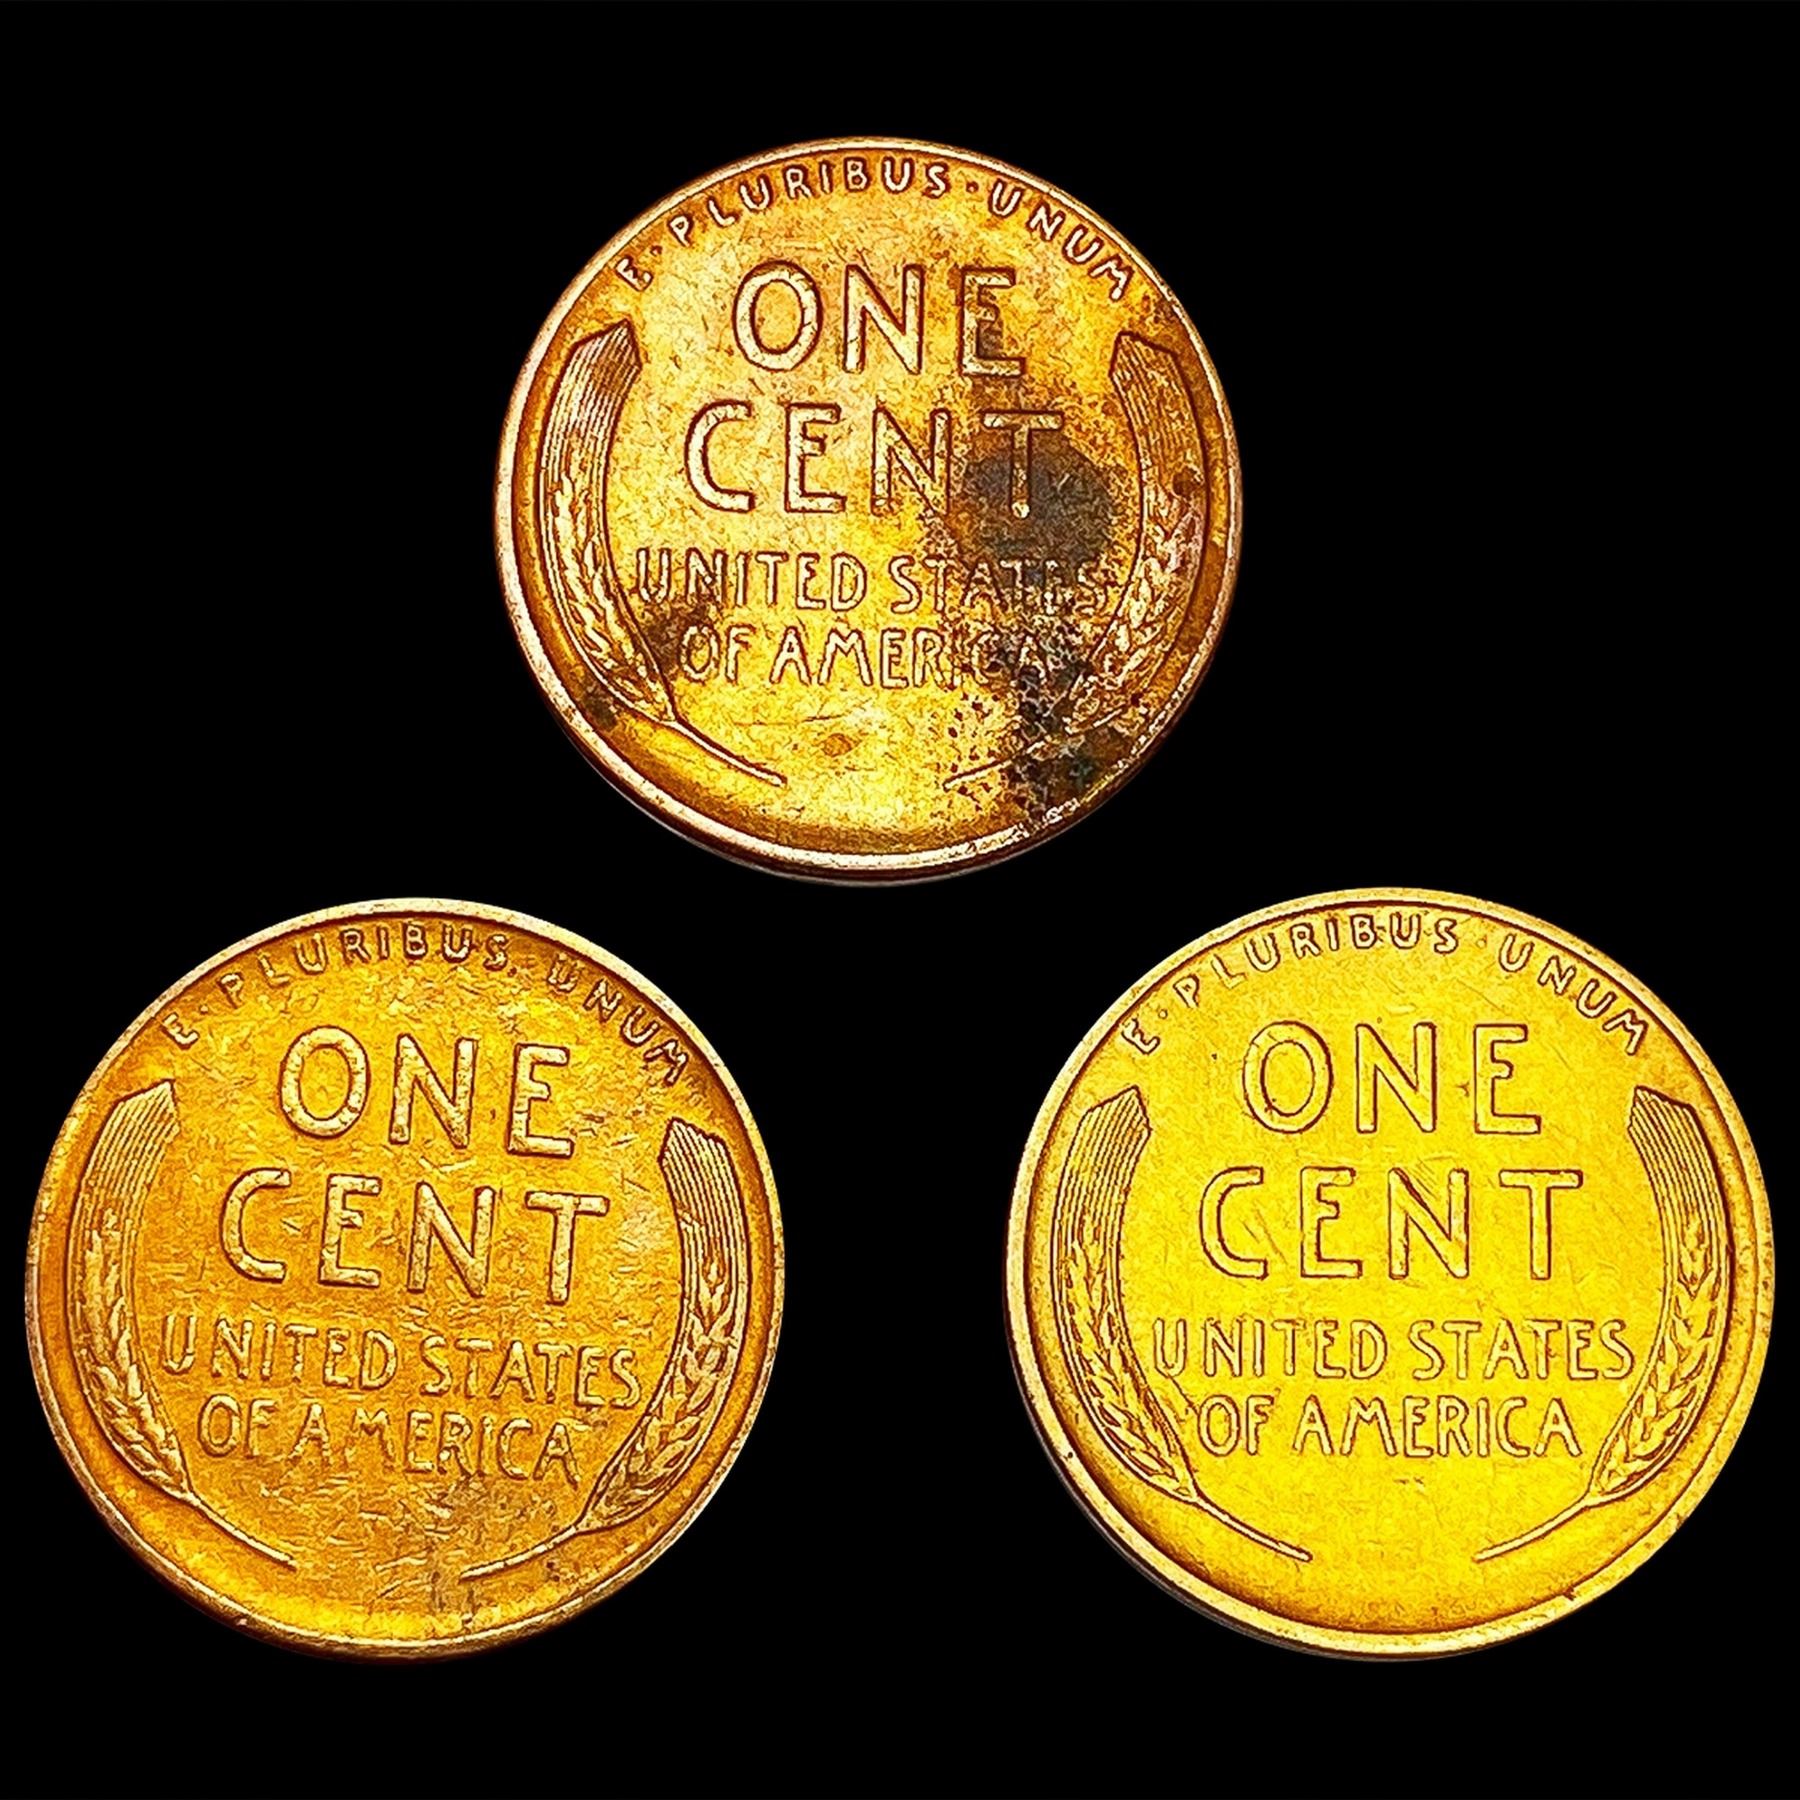 E·PLURIBUS·UNUM
ONE
CENT
UNITED STATES
OF AMERICA
E·PLURIBUS·UNUM
ONE
CENT
UNITED STATES
OF AMERICA
E·PLURIBUS·UNUM
ONE
CENT
UNITED STATES
OF AMERICA